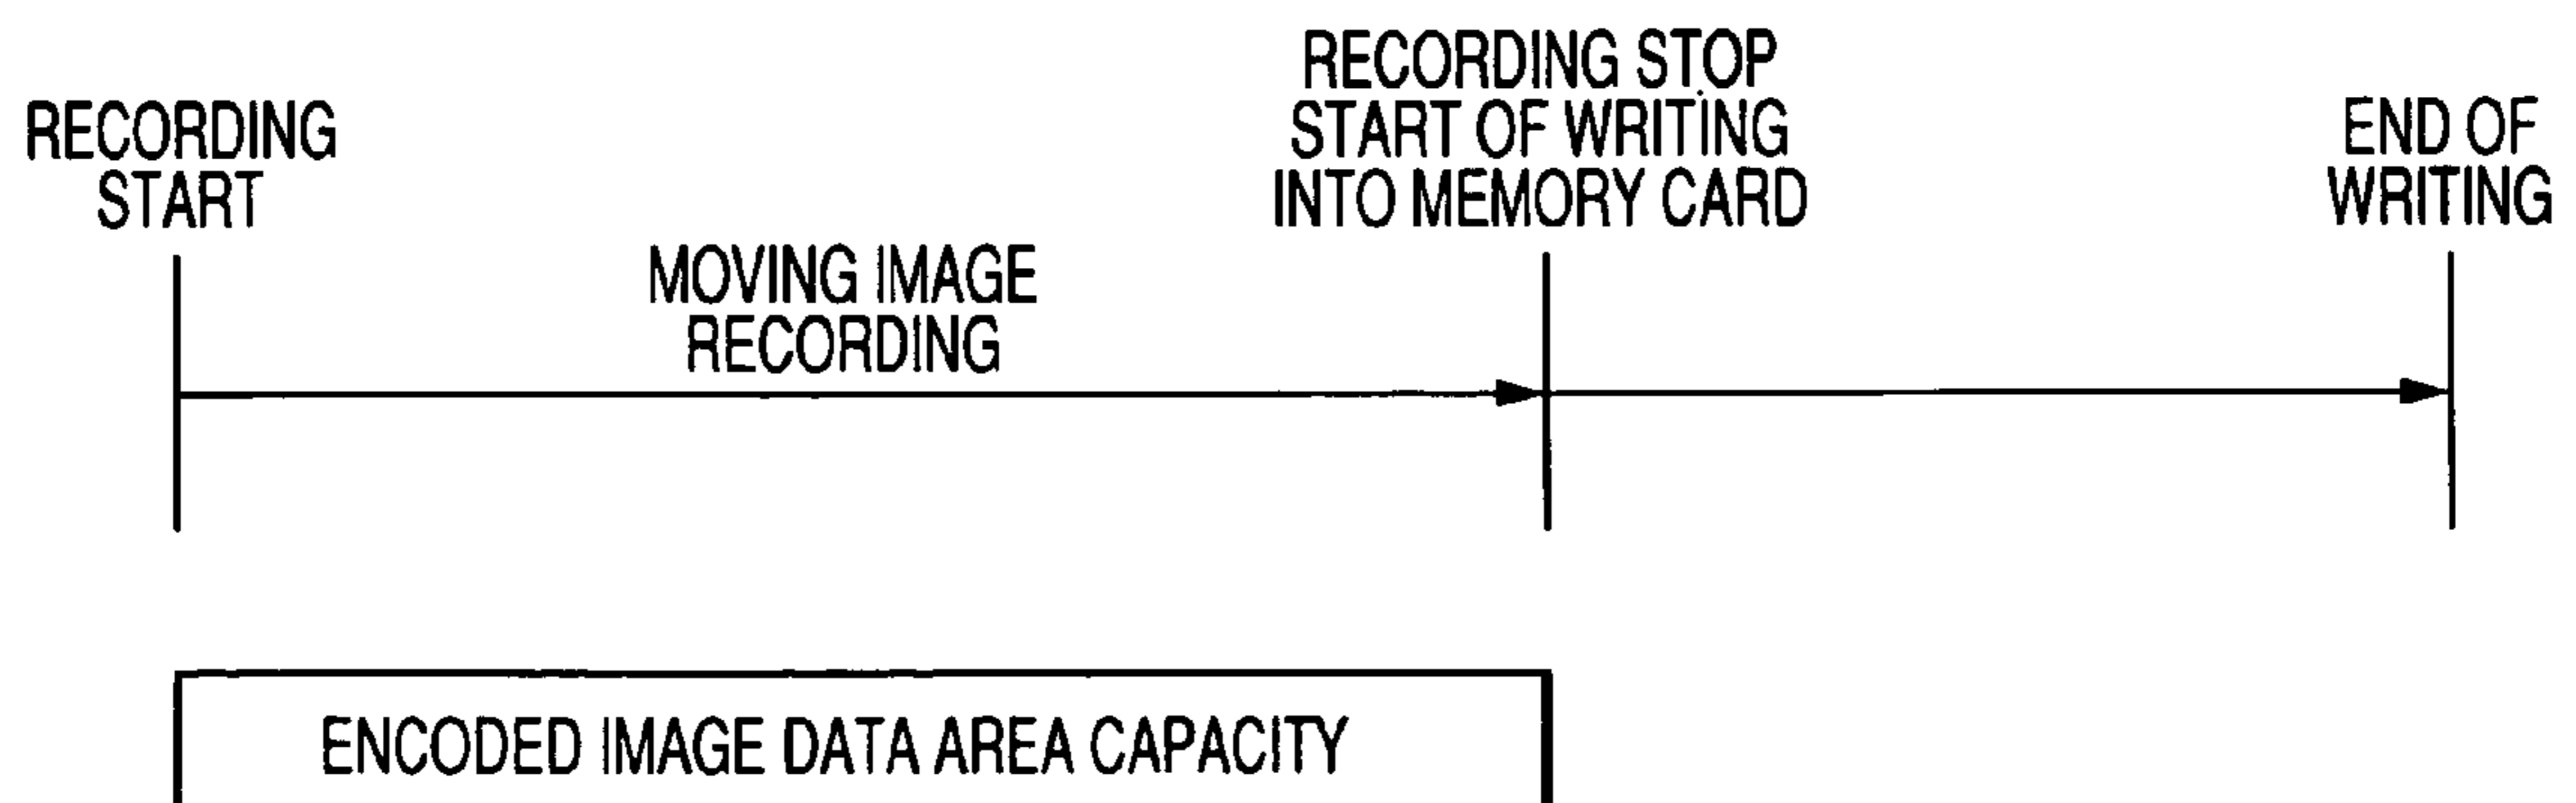 RECORDING
START
MOVING IMAGE
RECORDING
RECORDING STOP
START OF WRITING
INTO MEMORY CARD
END OF
WRITING
ENCODED IMAGE DATA AREA CAPACITY